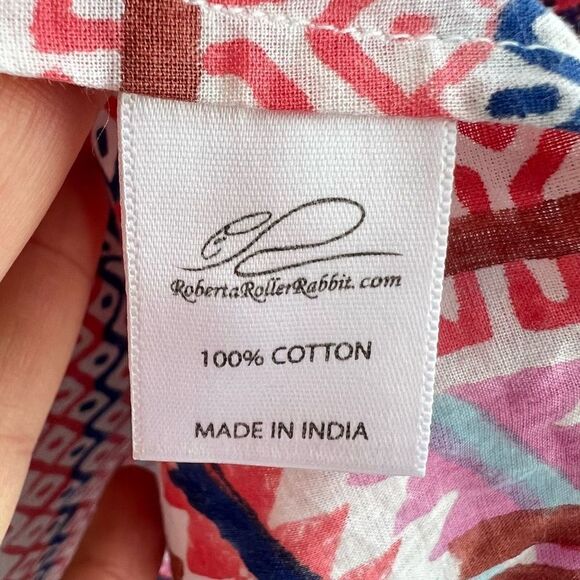 RobertaRollerRabbit.com
100% COTTON
MADE IN INDIA